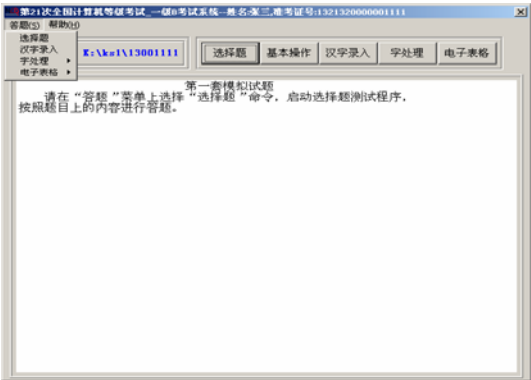 第21次全国计算机等级考试_一级B考试系统--姓名:张三,准考证号:1321320000001111
答题(S) 帮助(H)
选择题
汉字录入
字处理
电子表格
K:\ks1\13001111
选择题 基本操作 汉字录入 字处理 电子表格
第一套模拟试题
请在“答题”菜单上选择“选择题”命令，启动选择题测试程序，
按照题目上的内容进行答题。